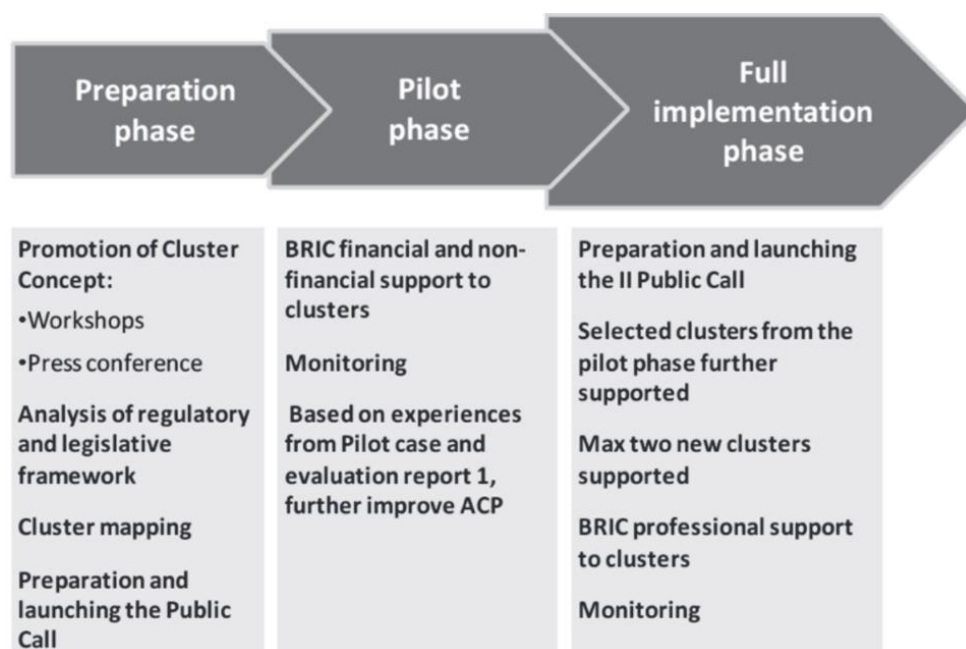 Preparation
phase
Pilot
phase
Full
implementation
phase
Promotion of Cluster
Concept:
•Workshops
•Press conference
Analysis of regulatory
and legislative
framework
Cluster mapping
Preparation and
launching the Public
Call
BRIC financial and non-
financial support to
clusters
Monitoring
Based on experiences
from Pilot case and
evaluation report 1,
further improve ACP
Preparation and launching
the II Public Call
Selected clusters from the
pilot phase further
supported
Max two new clusters
supported
BRIC professional support
to clusters
Monitoring